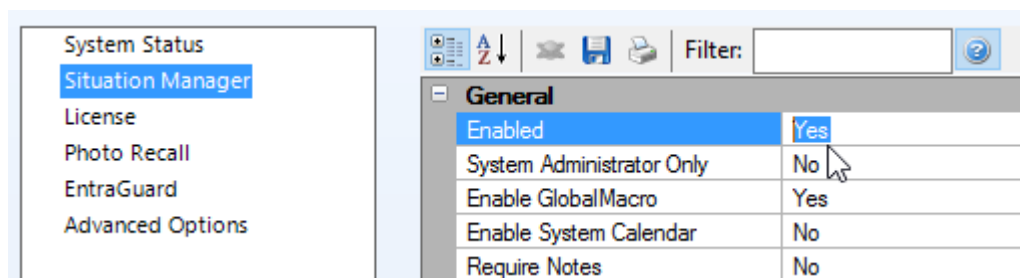 System Status
Situation Manager
License
Photo Recall
EntraGuard
Advanced Options
Filter:
General
Enabled Yes
System Administrator Only No
Enable GlobalMacro Yes
Enable System Calendar No
Require Notes No